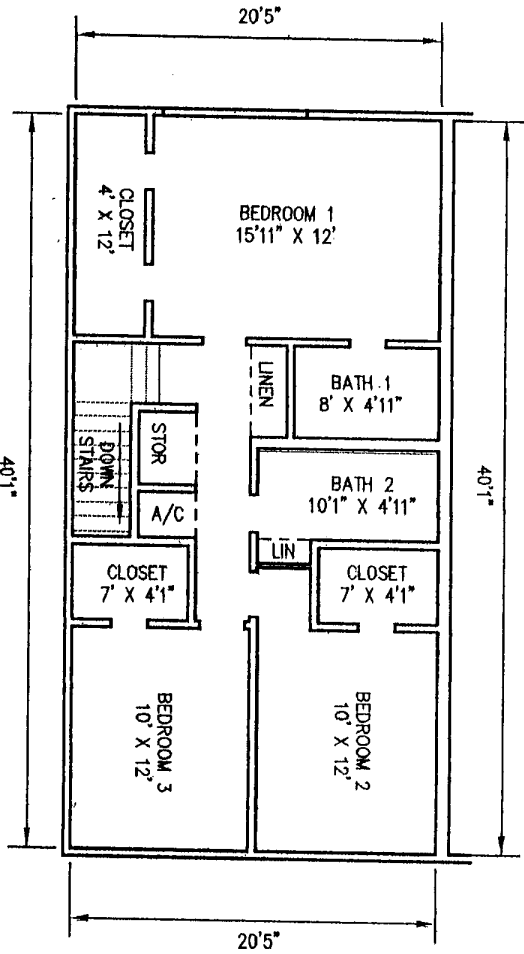 20'5"
BEDROOM 1
15'11" X 12'
CLOSET
4' X 12'
LINEN
BATH 1
8' X 4'11"
STOR
DOWN
STAIRS
BATH 2
10'1" X 4'11"
40'1"
40'1"
A/C
LIN
CLOSET
7' X 4'1"
CLOSET
7' X 4'1"
BEDROOM 3
10' X 12'
BEDROOM 2
10' X 12'
20'5"